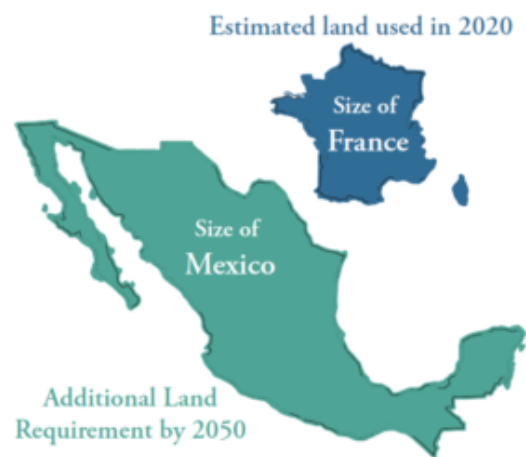 Estimated land used in 2020
Size of
France
Size of
Mexico
Additional Land
Requirement by 2050